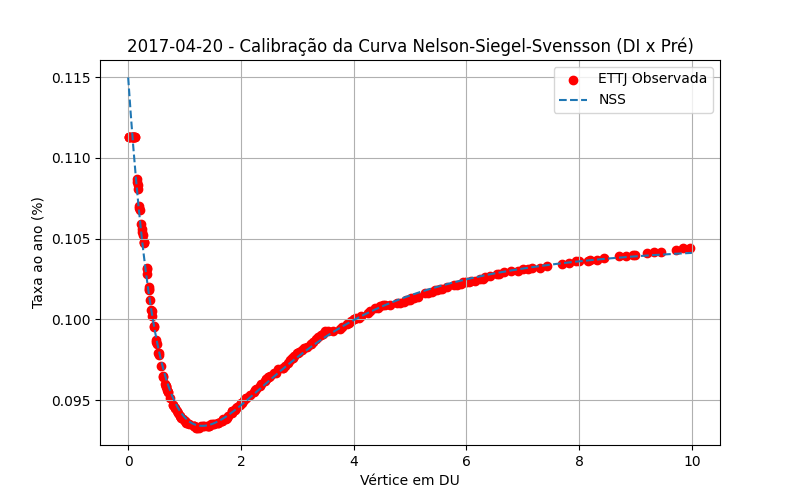 2017-04-20 - Calibração da Curva Nelson-Siegel-Svensson (DI x Pré)
ETTJ Observada
NSS
Taxa ao ano (%)
0.115
0.110
0.105
0.100
0.095
0 2 4 6 8 10
Vértice em DU